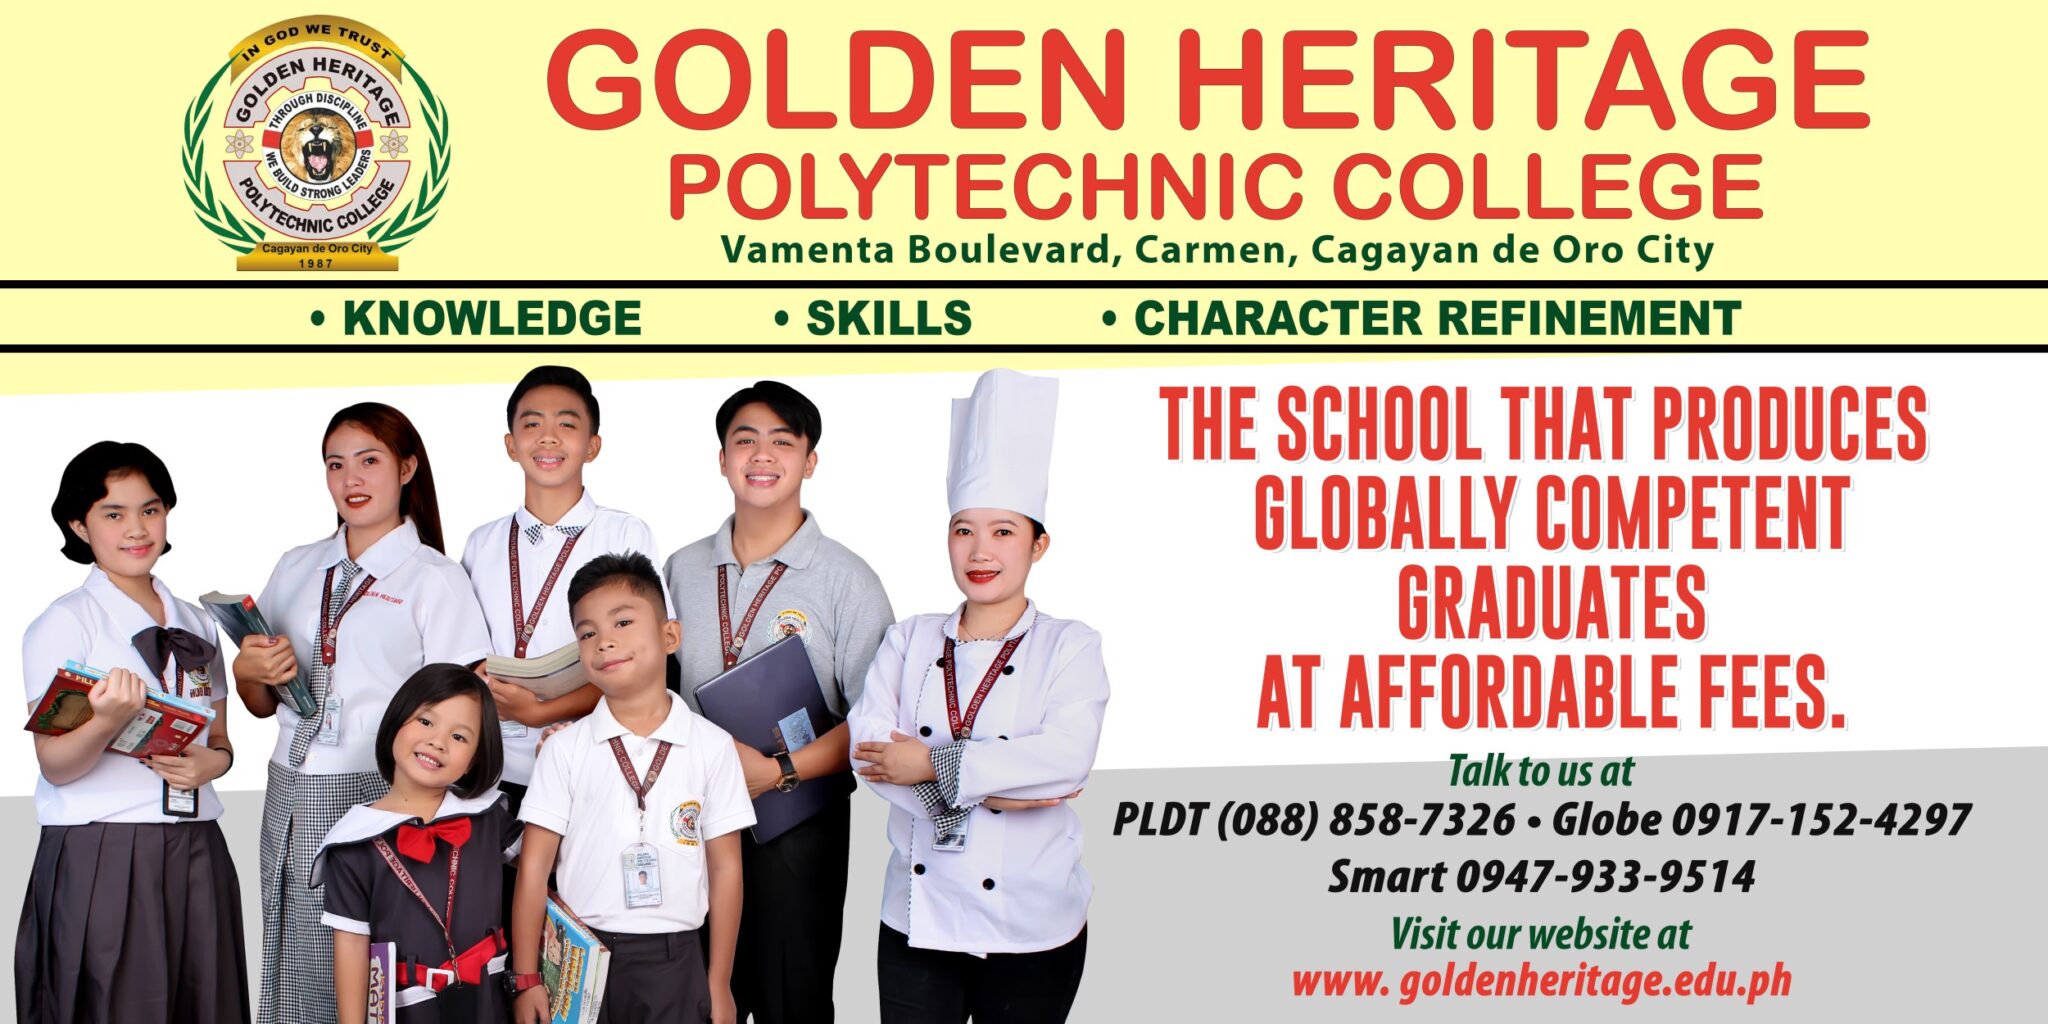 IN GOD WE TRUST
GOLDEN HERITAGE
THROUGH DISCIPLINE
WE BUILD STRONG LEADERS
POLYTECHNIC COLLEGE
Cagayan de Oro City
1987
GOLDEN HERITAGE
POLYTECHNIC COLLEGE
Vamenta Boulevard, Carmen, Cagayan de Oro City
• KNOWLEDGE • SKILLS • CHARACTER REFINEMENT
THE SCHOOL THAT PRODUCES
GLOBALLY COMPETENT
GRADUATES
AT AFFORDABLE FEES.
Talk to us at
PLDT (088) 858-7326 • Globe 0917-152-4297
Smart 0947-933-9514
Visit our website at
www. goldenheritage.edu.ph